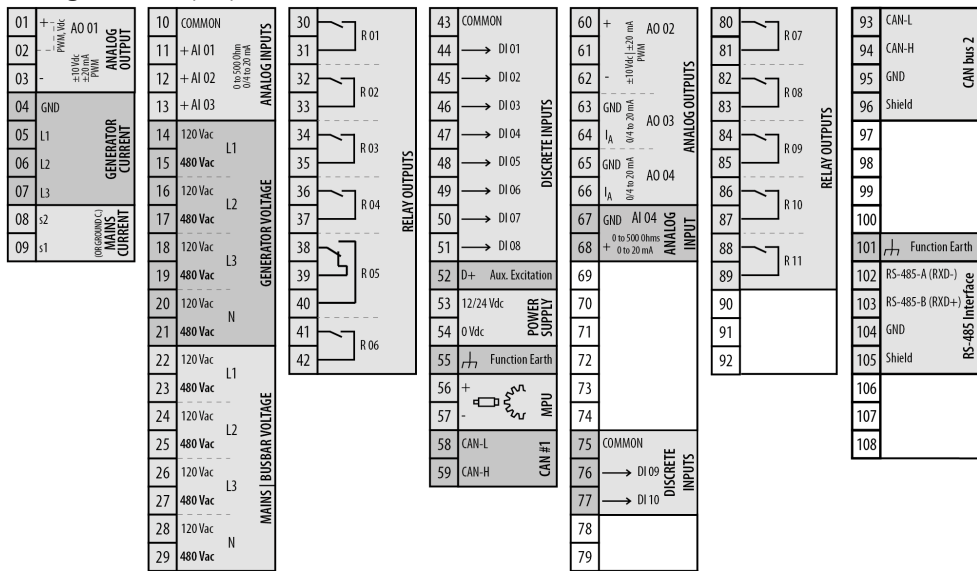 01 + AO 01
PWM, Vdc
02
03 -
±10 Vdc
±20 mA
PWM
ANALOG
OUTPUT
04 GND
05 L1
06 L2
07 L3
GENERATOR
CURRENT
08 s2
09 s1
(OR GROUND C.)
MAINS
CURRENT
10 COMMON
11 + AI 01
12 + AI 02
13 + AI 03
0 to 500 Ohm
0/4 to 20 mA
ANALOG INPUTS
14 120 Vac
15 480 Vac
L1
16 120 Vac
17 480 Vac
L2
18 120 Vac
19 480 Vac
L3
20 120 Vac
21 480 Vac
N
GENERATOR VOLTAGE
22 120 Vac
23 480 Vac
L1
24 120 Vac
25 480 Vac
L2
26 120 Vac
27 480 Vac
L3
28 120 Vac
29 480 Vac
N
MAINS | BUSBAR VOLTAGE
30
31
R 01
32
33
R 02
34
35
R 03
36
37
R 04
38
39
40
R 05
41
42
R 06
RELAY OUTPUTS
43 COMMON
44 DI 01
45 DI 02
46 DI 03
47 DI 04
48 DI 05
49 DI 06
50 DI 07
51 DI 08
DISCRETE INPUTS
52 D+ Aux. Excitation
53 12/24 Vdc
54 0 Vdc
POWER
SUPPLY
55 Function Earth
56 +
57 -
MPU
58 CAN-L
59 CAN-H
CAN #1
60 + AO 02
61
62 -
±10 Vdc | ±20 mA
PWM
63 GND
64 IA
0/4 to 20 mA
AO 03
65 GND
66 IA
0/4 to 20 mA
AO 04
ANALOG OUTPUTS
67 GND AI 04
68 + 0 to 500 Ohms
0 to 20 mA
ANALOG
INPUT
69
70
71
72
73
74
75 COMMON
76 DI 09
77 DI 10
DISCRETE
INPUTS
78
79
80
81
R 07
82
83
R 08
84
85
R 09
86
87
R 10
88
89
R 11
RELAY OUTPUTS
90
91
92
93 CAN-L
94 CAN-H
95 GND
96 Shield
CAN bus 2
97
98
99
100
101 Function Earth
102 RS-485-A (RXD-)
103 RS-485-B (RXD+)
104 GND
105 Shield
RS-485 Interface
106
107
108